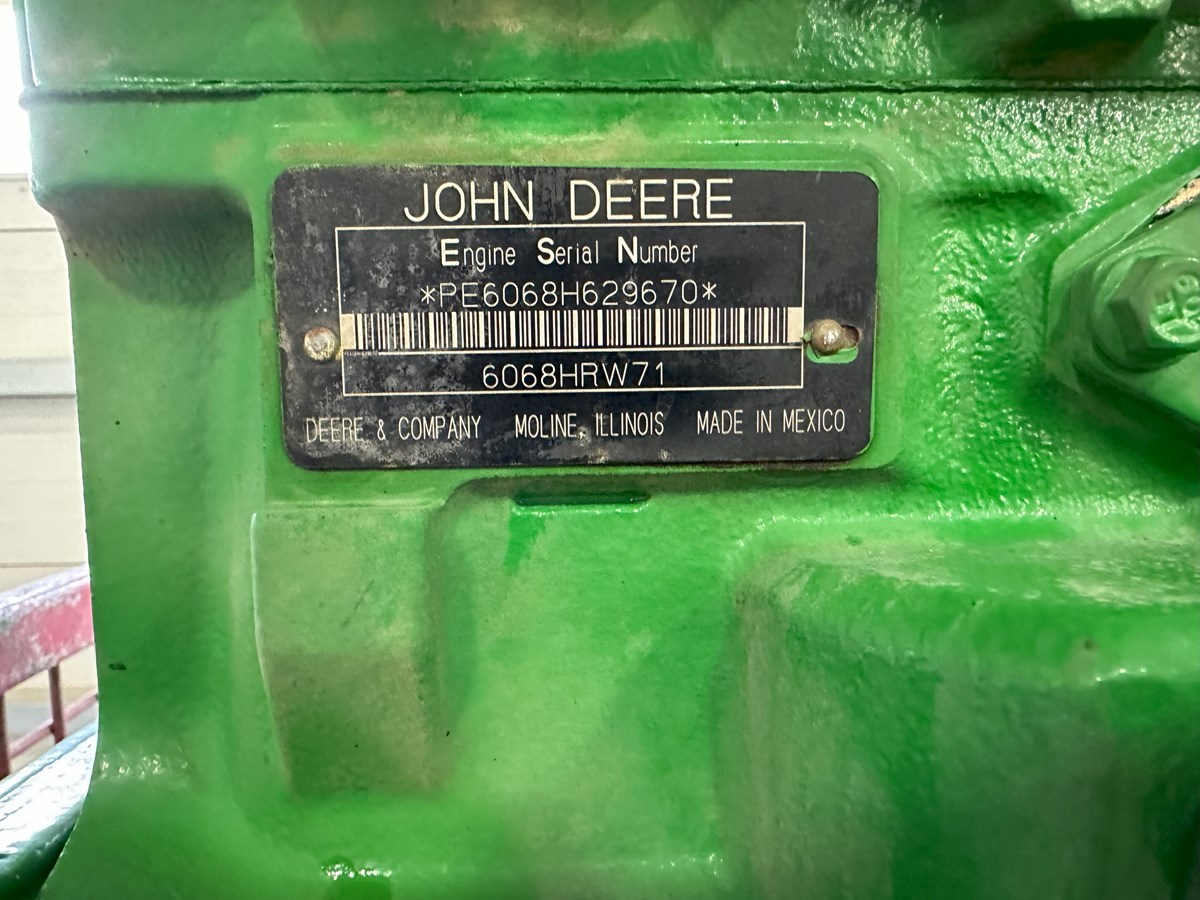 JOHN DEERE
Engine Serial Number
*PE6068H629670*
6068HRW71
DEERE & COMPANY MOLINE, ILLINOIS MADE IN MEXICO